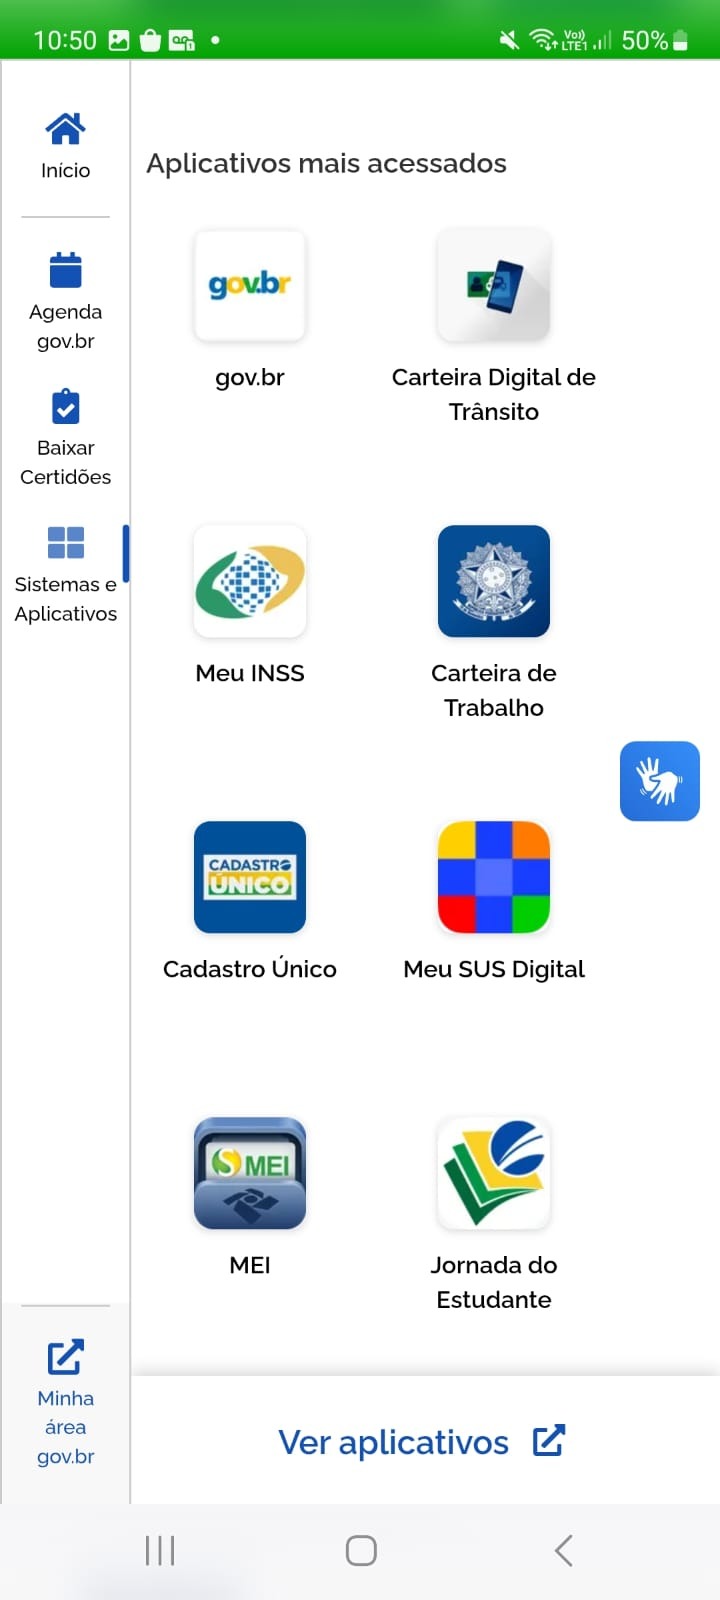 10:50
Vo))
LTE1
50%
Início
Agenda
gov.br
Baixar
Certidões
Sistemas e
Aplicativos
Aplicativos mais acessados
gov.br
gov.br
Carteira Digital de
Trânsito
Meu INSS
Carteira de
Trabalho
CADASTRO
ÚNICO
Cadastro Único
Meu SUS Digital
MEI
MEI
Jornada do
Estudante
Minha
área
gov.br
Ver aplicativos